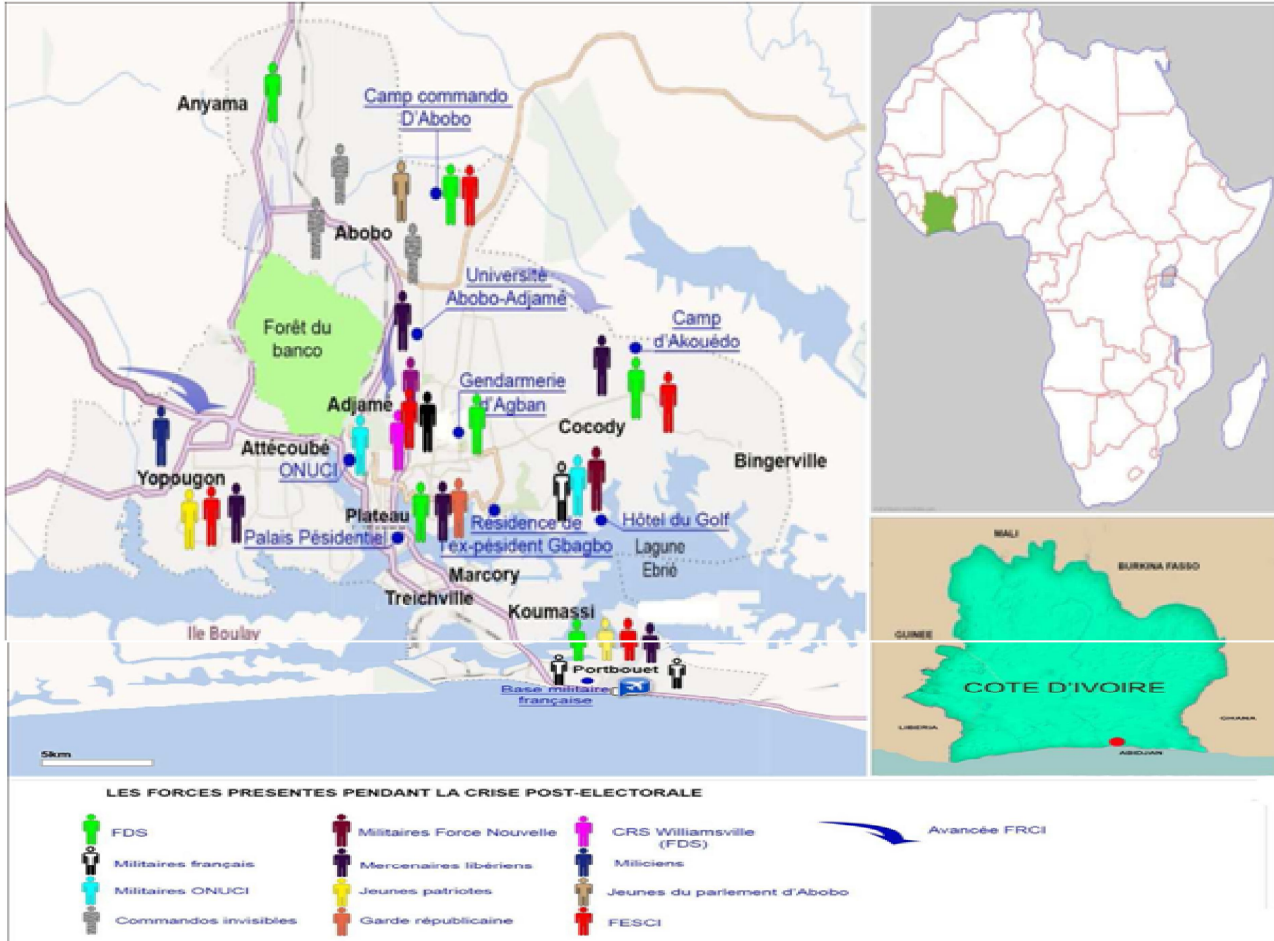 Anyama
Camp commando
D'Abobo
Abobo
Université
Abobo-Adjamé
Forêt du
banco
Camp
d'Akouédo
Gendarmerie
d'Agban
Adjamé
Cocody
Attécoubé
ONUCI
Bingerville
Yopougon
Plateau
Palais Pésidentiel
Résidence de
l'ex-pésident Gbagbo
Hôtel du Golf
Lagune
Ebrié
Marcory
Treichville
Koumassi
Ile Boulay
Portbouet
Base militaire
française
5km
MALI
BURKINA FASSO
GUINEE
COTE D'IVOIRE
LIBERIA
GHANA
ABIDJAN
LES FORCES PRESENTES PENDANT LA CRISE POST-ELECTORALE
FDS
Militaires français
Militaires ONUCI
Commandos invisibles
Militaires Force Nouvelle
Mercenaires libériens
Jeunes patriotes
Garde républicaine
CRS Williamsville
(FDS)
Miliciens
Jeunes du parlement d'Abobo
FESCI
Avancée FRCI